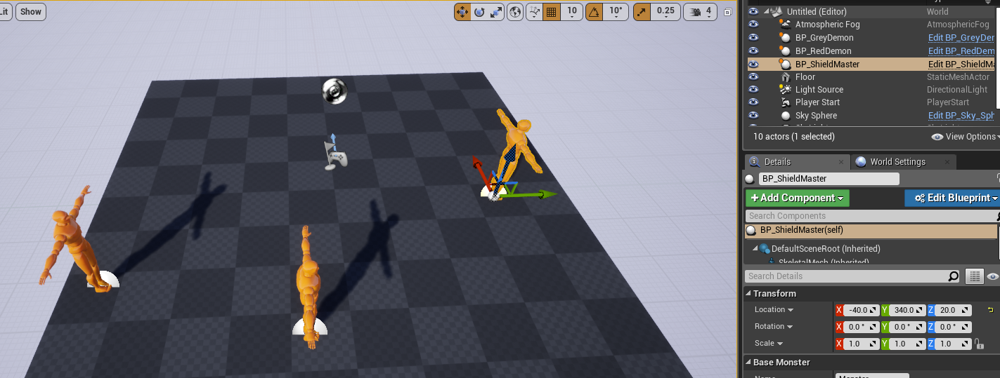 Lit Show 10 10° 0.25 4
Untitled (Editor) World
Atmospheric Fog AtmosphericFog
BP_GreyDemon Edit BP_GreyDer
BP_RedDemon Edit BP_RedDem
BP_ShieldMaster Edit BP_ShieldMa
Floor StaticMeshActor
Light Source DirectionalLight
Player Start PlayerStart
Sky Sphere Edit BP_Sky_Sph
10 actors (1 selected) View Options
Details World Settings
BP_ShieldMaster
+Add Component Edit Blueprint
Search Components
BP_ShieldMaster(self)
DefaultSceneRoot (Inherited)
SkeletalMesh (Inherited)
Search Details
Transform
Location X -40.0 Y 340.0 Z 20.0
Rotation X 0.0 ° Y 0.0 ° Z 0.0 °
Scale X 1.0 Y 1.0 Z 1.0
Base Monster